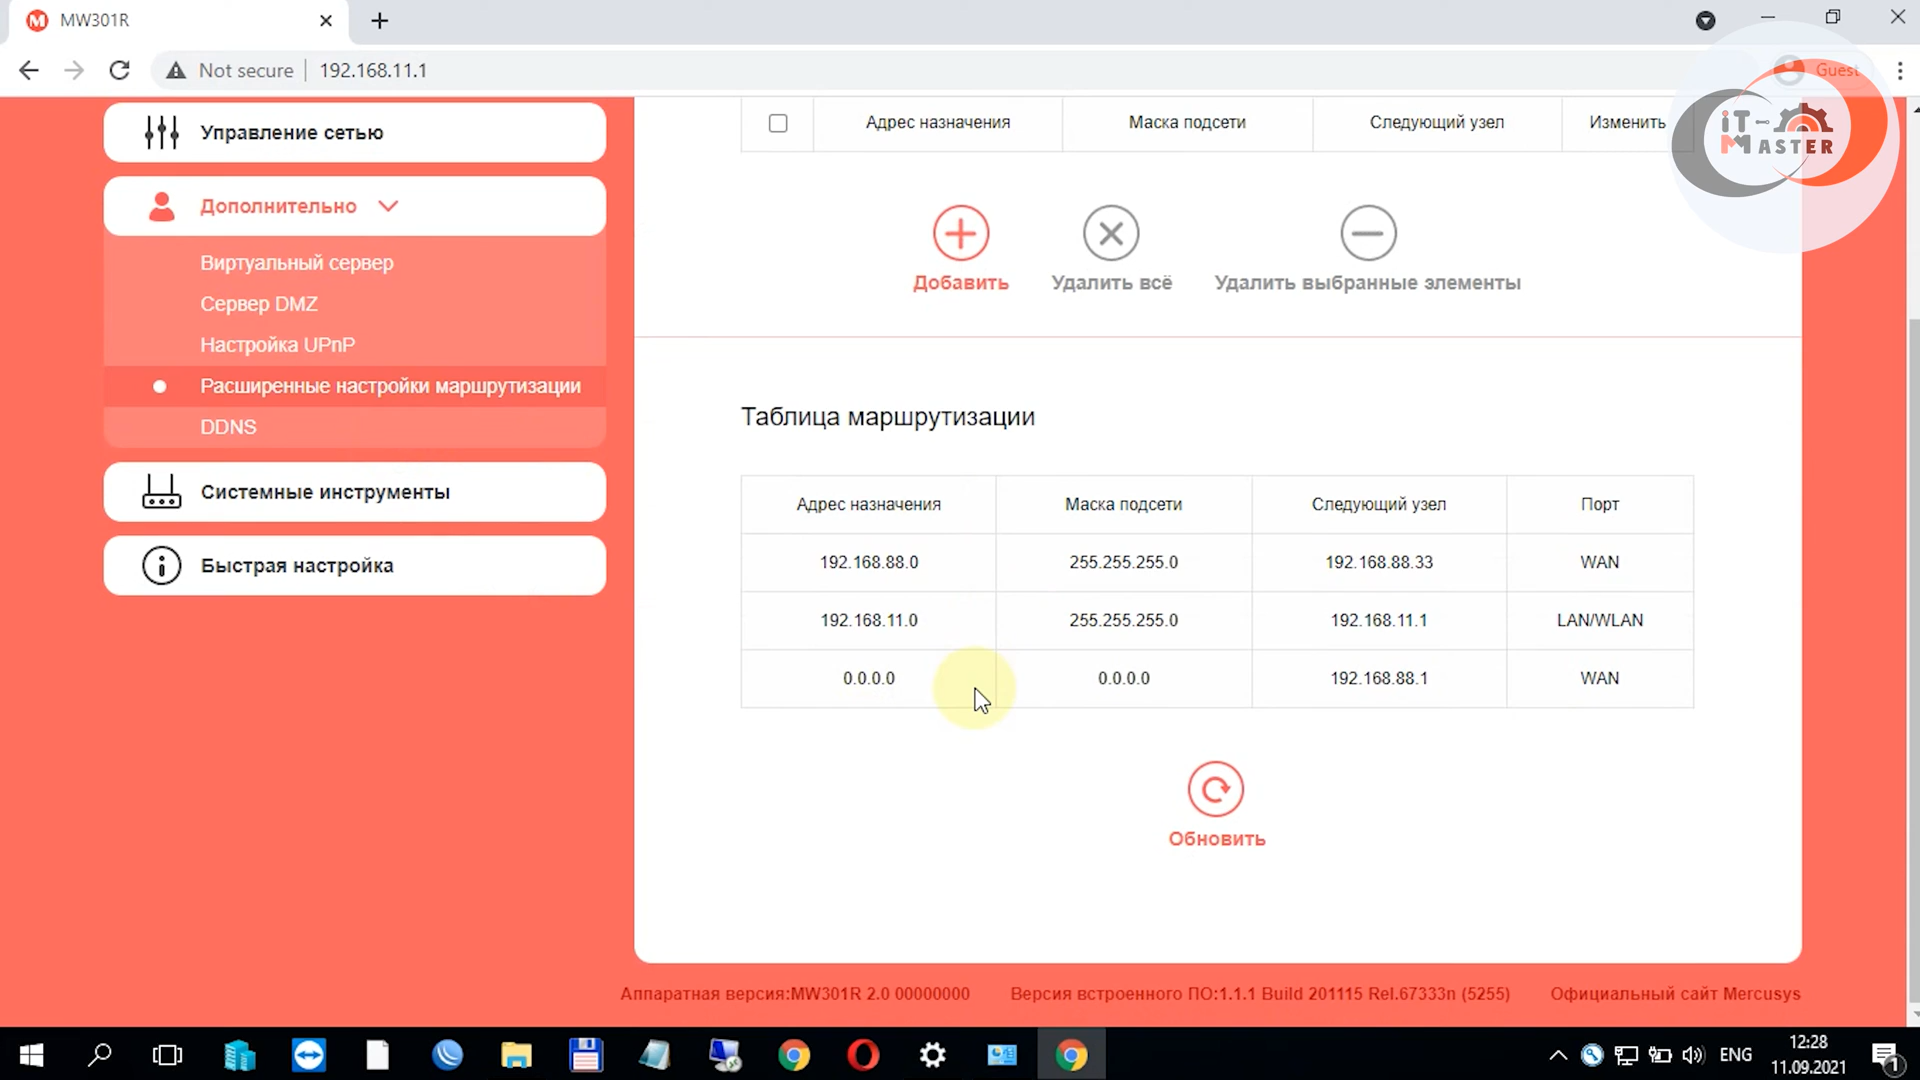 MW301R
Not secure
192.168.11.1
Guest
iT-
MASTER
Управление сетью
Дополнительно
Виртуальный сервер
Сервер DMZ
Настройка UPnP
Расширенные настройки маршрутизации
DDNS
Системные инструменты
Быстрая настройка
Адрес назначения Маска подсети Следующий узел Изменить
Добавить Удалить всё Удалить выбранные элементы
Таблица маршрутизации
Адрес назначения Маска подсети Следующий узел Порт
192.168.88.0 255.255.255.0 192.168.88.33 WAN
192.168.11.0 255.255.255.0 192.168.11.1 LAN/WLAN
0.0.0.0 0.0.0.0 192.168.88.1 WAN
Обновить
Аппаратная версия:MW301R 2.0 00000000 Версия встроенного ПО:1.1.1 Build 201115 Rel.67333n (5255) Официальный сайт Mercusys
ENG
12:28
11.09.2021
1